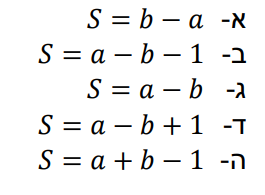 א- S = b − a
ב- S = a − b − 1
ג- S = a − b
ד- S = a − b + 1
ה- S = a + b − 1